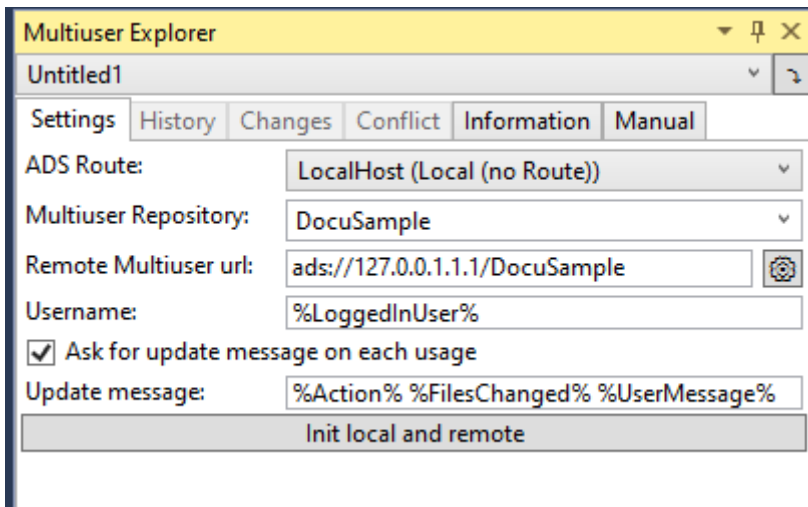 Multiuser Explorer
Untitled1
Settings History Changes Conflict Information Manual
ADS Route: LocalHost (Local (no Route))
Multiuser Repository: DocuSample
Remote Multiuser url: ads://127.0.0.1.1.1/DocuSample
Username: %LoggedInUser%
Ask for update message on each usage
Update message: %Action% %FilesChanged% %UserMessage%
Init local and remote